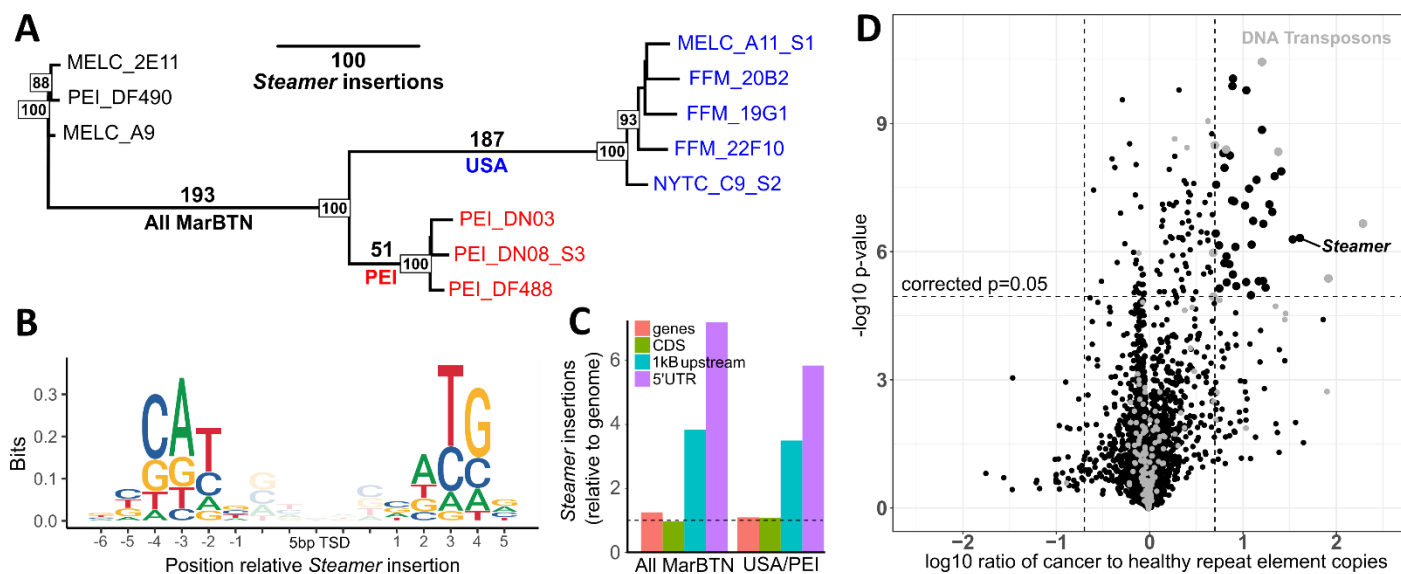 A
MELC_2E11
88
PEI_DF490
100
MELC_A9
100
Steamer insertions
193
All MarBTN
100
187
USA
51
PEI
100
PEI_DN03
PEI_DN08_S3
PEI_DF488
100
93
MELC_A11_S1
FFM_20B2
FFM_19G1
FFM_22F10
NYTC_C9_S2
B
Bits
0.3
0.2
0.1
0.0
-6 -5 -4 -3 -2 -1 5bp TSD 1 2 3 4 5
Position relative Steamer insertion
C
Steamer insertions
(relative to genome)
6
4
2
0
genes
CDS
1kB upstream
5'UTR
All MarBTN USA/PEI
D
DNA Transposons
Steamer
corrected p=0.05
-log10 p-value
9
6
3
0
−2 −1 0 1 2
log10 ratio of cancer to healthy repeat element copies